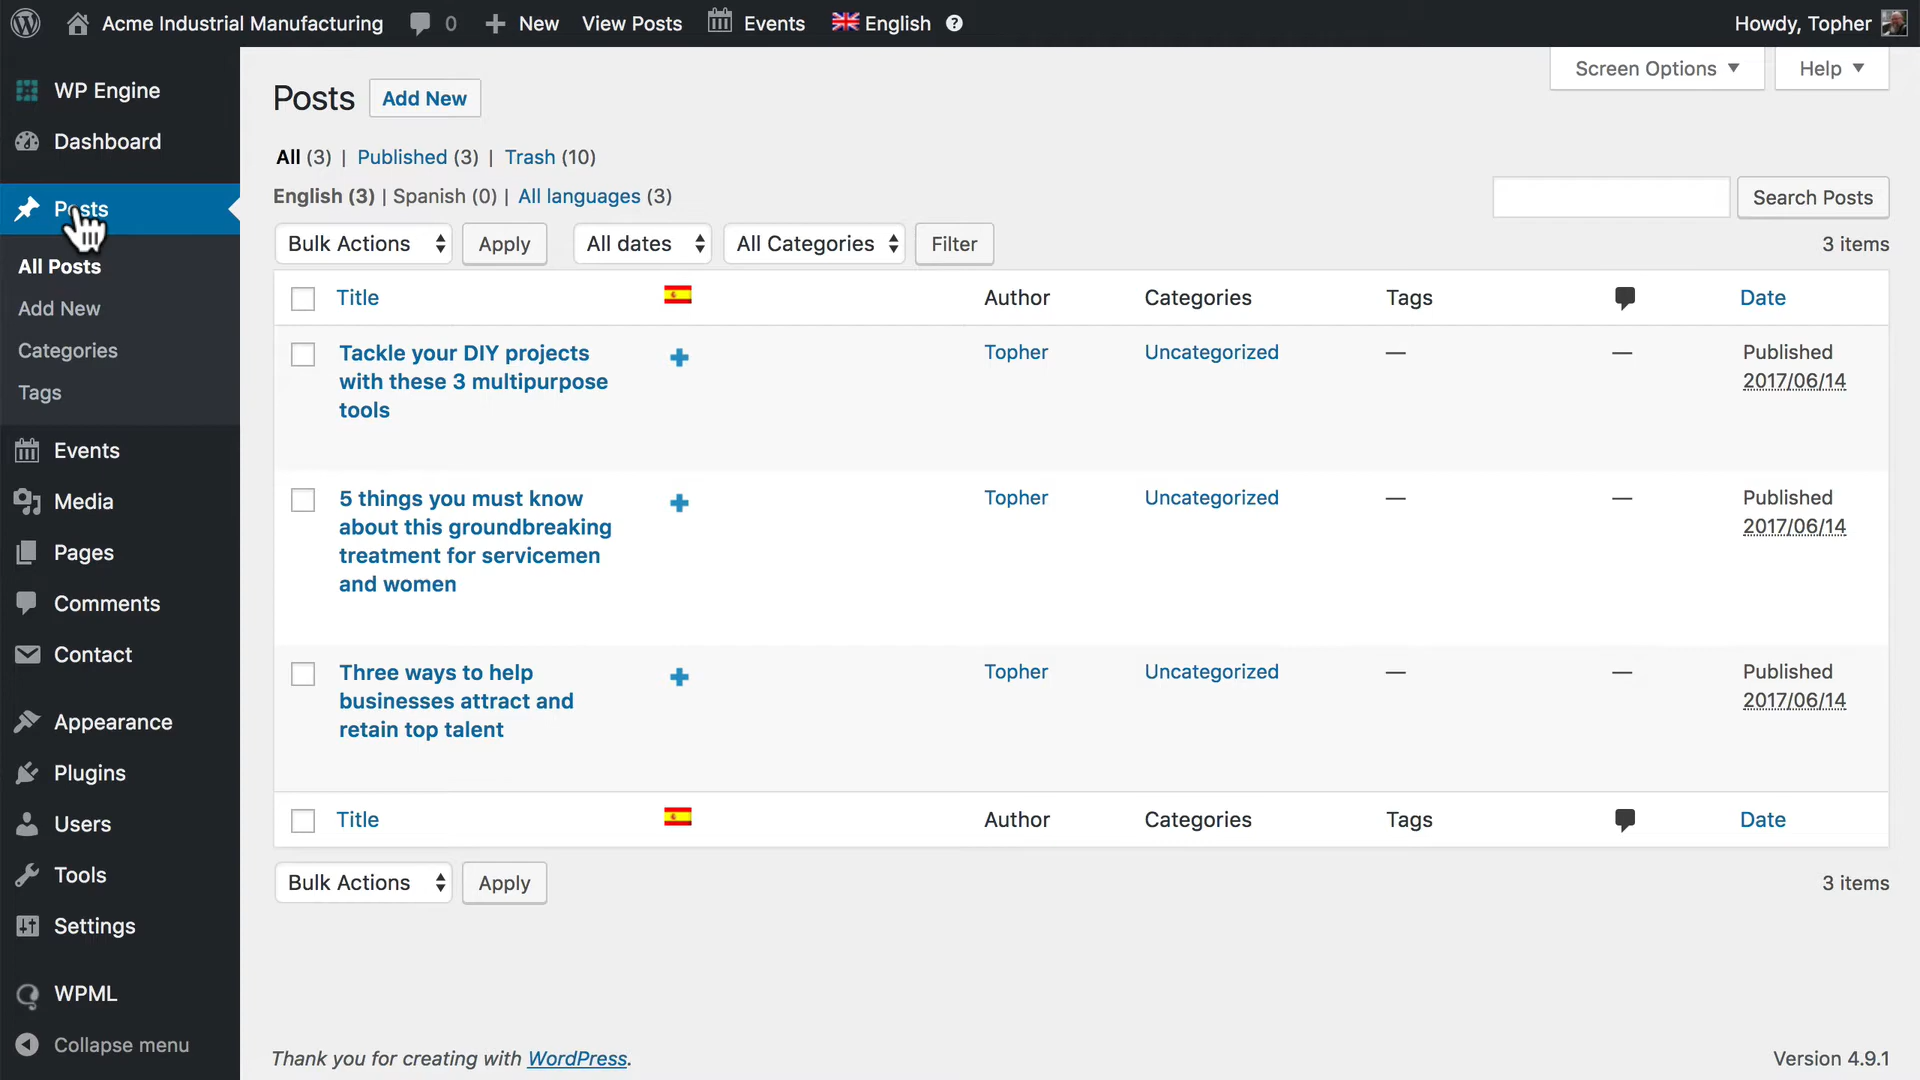 Acme Industrial Manufacturing 0 New View Posts Events English Howdy, Topher
WP Engine
Dashboard
Posts
All Posts
Add New
Categories
Tags
Events
Media
Pages
Comments
Contact
Appearance
Plugins
Users
Tools
Settings
WPML
Collapse menu
Screen Options Help
Posts Add New
All (3) | Published (3) | Trash (10)
English (3) | Spanish (0) | All languages (3)
Search Posts
Bulk Actions Apply All dates All Categories Filter 3 items
Title Author Categories Tags Date
Tackle your DIY projects
with these 3 multipurpose
tools
Topher Uncategorized — — Published
2017/06/14
5 things you must know
about this groundbreaking
treatment for servicemen
and women
Topher Uncategorized — — Published
2017/06/14
Three ways to help
businesses attract and
retain top talent
Topher Uncategorized — — Published
2017/06/14
Title Author Categories Tags Date
Bulk Actions Apply 3 items
Thank you for creating with WordPress. Version 4.9.1